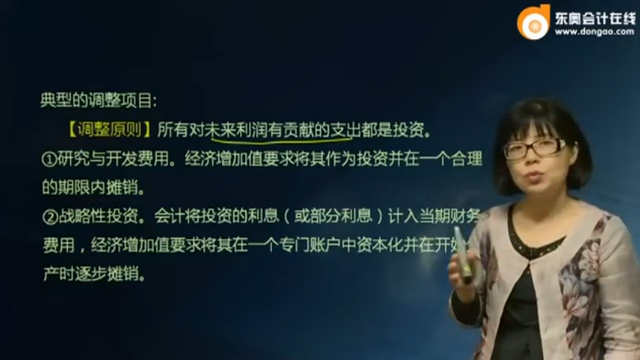 东奥会计在线
www.dongao.com
典型的调整项目:
【调整原则】所有对未来利润有贡献的支出都是投资。
①研究与开发费用。经济增加值要求将其作为投资并在一个合理
的期限内摊销。
②战略性投资。会计将投资的利息（或部分利息）计入当期财务
费用，经济增加值要求将其在一个专门账户中资本化并在开始
产时逐步摊销。